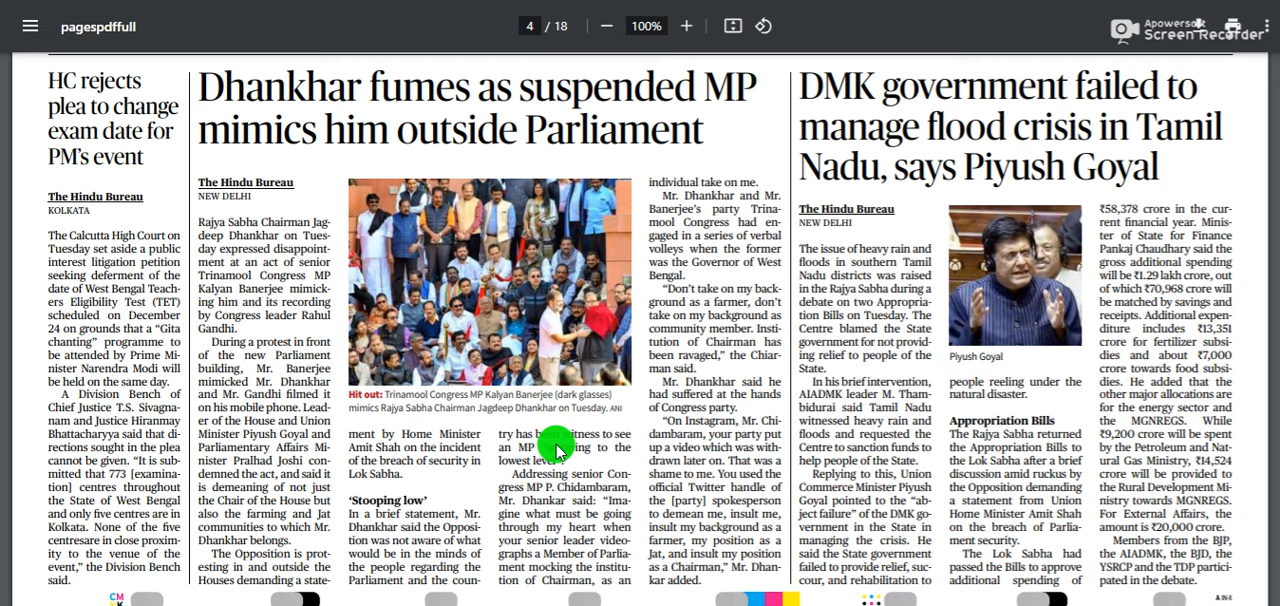 pagespdffull
4 / 18
100%
Apowersoft
Screen Recorder
HC rejects
plea to change
exam date for
PM's event
The Hindu Bureau
KOLKATA
The Calcutta High Court on
Tuesday set aside a public
interest litigation petition
seeking deferment of the
date of West Bengal Teach-
ers Eligibility Test (TET)
scheduled on December
24 on grounds that a “Gita
chanting” programme to
be attended by Prime Mi-
nister Narendra Modi will
be held on the same day.
A Division Bench of
Chief Justice T.S. Sivagna-
nam and Justice Hiranmay
Bhattacharyya said that di-
rections sought in the plea
cannot be given. “It is sub-
mitted that 773 [examina-
tion] centres throughout
the State of West Bengal
and only five centres are in
Kolkata. None of the five
centresare in close proxim-
ity to the venue of the
event,” the Division Bench
said.
Dhankhar fumes as suspended MP
mimics him outside Parliament
The Hindu Bureau
NEW DELHI
Rajya Sabha Chairman Jag-
deep Dhankhar on Tues-
day expressed disappoint-
ment at an act of senior
Trinamool Congress MP
Kalyan Banerjee mimick-
ing him and its recording
by Congress leader Rahul
Gandhi.
During a protest in front
of the new Parliament
building, Mr. Banerjee
mimicked Mr. Dhankhar
and Mr. Gandhi filmed it
on his mobile phone. Lead-
er of the House and Union
Minister Piyush Goyal and
Parliamentary Affairs Mi-
nister Pralhad Joshi con-
demned the act, and said it
is demeaning of not just
the Chair of the House but
also the farming and Jat
communities to which Mr.
Dhankhar belongs.
The Opposition is prot-
esting in and outside the
Houses demanding a state-
Hit out: Trinamool Congress MP Kalyan Banerjee (dark glasses)
mimics Rajya Sabha Chairman Jagdeep Dhankhar on Tuesday. ANI
ment by Home Minister
Amit Shah on the incident
of the breach of security in
Lok Sabha.
‘Stooping low’
In a brief statement, Mr.
Dhankhar said the Opposi-
tion was not aware of what
would be in the minds of
the people regarding the
Parliament and the coun-
try has been witness to see
an MP to the
lowest level”.
Addressing senior Con-
gress MP P. Chidambaram,
Mr. Dhankar said: “Ima-
gine what must be going
through my heart when
your senior leader video-
graphs a Member of Parlia-
ment mocking the institu-
tion of Chairman, as an
individual take on me.
Mr. Dhankhar and Mr.
Banerjee's party Trina-
mool Congress had en-
gaged in a series of verbal
volleys when the former
was the Governor of West
Bengal.
“Don't take on my back-
ground as a farmer, don't
take on my background as
community member. Insti-
tution of Chairman has
been ravaged,” the Chair-
man said.
Mr. Dhankhar said he
had suffered at the hands
of Congress party.
“On Instagram, Mr. Chi-
dambaram, your party put
up a video which was with-
drawn later on. That was a
shame to me. You used the
official Twitter handle of
the [party] spokesperson
to demean me, insult me,
insult my background as a
farmer, my position as a
Jat, and insult my position
as a Chairman,” Mr. Dhan-
kar added.
DMK government failed to
manage flood crisis in Tamil
Nadu, says Piyush Goyal
The Hindu Bureau
NEW DELHI
The issue of heavy rain and
floods in southern Tamil
Nadu districts was raised
in the Rajya Sabha during a
debate on two Appropria-
tion Bills on Tuesday. The
Centre blamed the State
government for not provid-
ing relief to people of the
State.
In his brief intervention,
AIADMK leader M. Tham-
bidurai said Tamil Nadu
witnessed heavy rain and
floods and requested the
Centre to sanction funds to
help people of the State.
Replying to this, Union
Commerce Minister Piyush
Goyal pointed to the “ab-
ject failure” of the DMK go-
vernment in the State in
managing the crisis. He
said the State government
failed to provide relief, suc-
cour, and rehabilitation to
Piyush Goyal
people reeling under the
natural disaster.
Appropriation Bills
The Rajya Sabha returned
the Appropriation Bills to
the Lok Sabha after a brief
discussion amid ruckus by
the Opposition demanding
a statement from Union
Home Minister Amit Shah
on the breach of Parlia-
ment security.
The Lok Sabha had
passed the Bills to approve
additional spending of
₹58,378 crore in the cur-
rent financial year. Minis-
ter of State for Finance
Pankaj Chaudhary said the
gross additional spending
will be ₹1.29 lakh crore, out
of which ₹70,968 crore will
be matched by savings and
receipts. Additional expen-
diture includes ₹13,351
crore for fertilizer subsi-
dies and about ₹7,000
crore towards food subsi-
dies. He added that the
other major allocations are
for the energy sector and
the MGNREGS. While
₹9,200 crore will be spent
by the Petroleum and Nat-
ural Gas Ministry, ₹14,524
crore will be provided to
the Rural Development Mi-
nistry towards MGNREGS.
For External Affairs, the
amount is ₹20,000 crore.
Members from the BJP,
the AIADMK, the BJD, the
YSRCP and the TDP partici-
pated in the debate.
CM